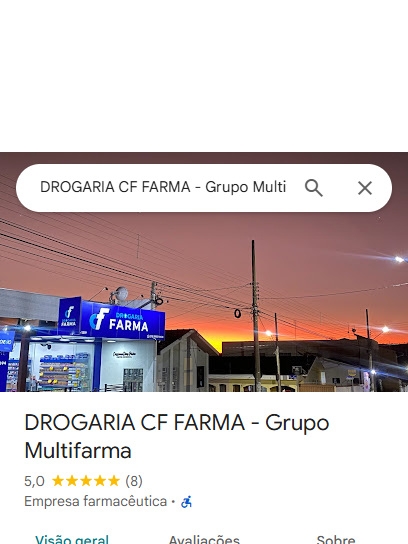 DROGARIA CF FARMA - Grupo Multi
DROGARIA
FARMA
FARMA
DROGARIA CF FARMA - Grupo
Multifarma
5,0 ★★★★★ (8)
Empresa farmacêutica ·
Visão geral Avaliações Sobre